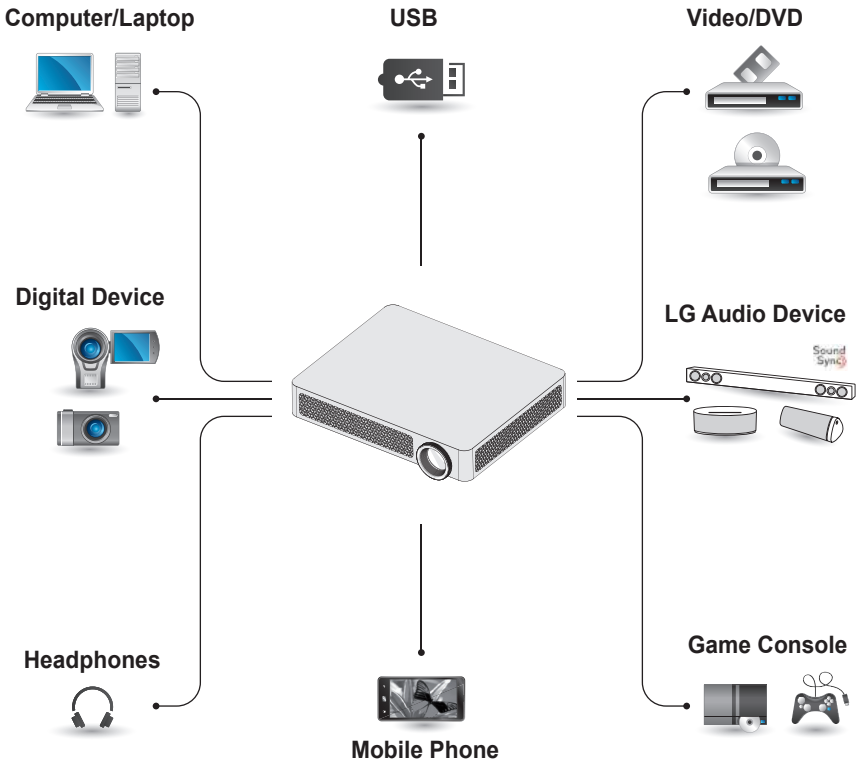 Computer/Laptop
USB
Video/DVD
Digital Device
LG Audio Device
Sound
Sync
Headphones
Game Console
Mobile Phone